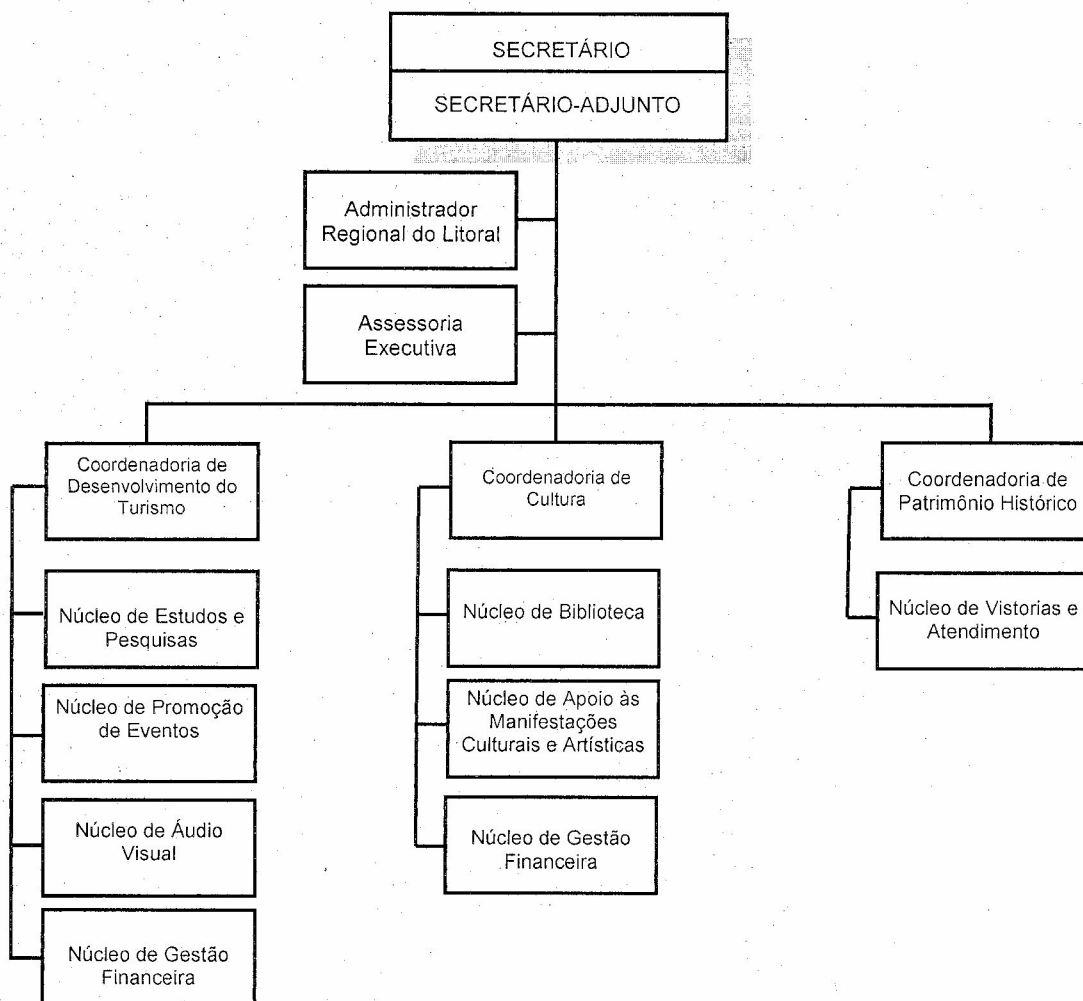 SECRETÁRIO
SECRETÁRIO-ADJUNTO
Administrador
Regional do Litoral
Assessoria
Executiva
Coordenadoria de
Desenvolvimento do
Turismo
Núcleo de Estudos e
Pesquisas
Núcleo de Promoção
de Eventos
Núcleo de Áudio
Visual
Núcleo de Gestão
Financeira
Coordenadoria de
Cultura
Núcleo de Biblioteca
Núcleo de Apoio às
Manifestações
Culturais e Artísticas
Núcleo de Gestão
Financeira
Coordenadoria de
Patrimônio Histórico
Núcleo de Vistorias e
Atendimento